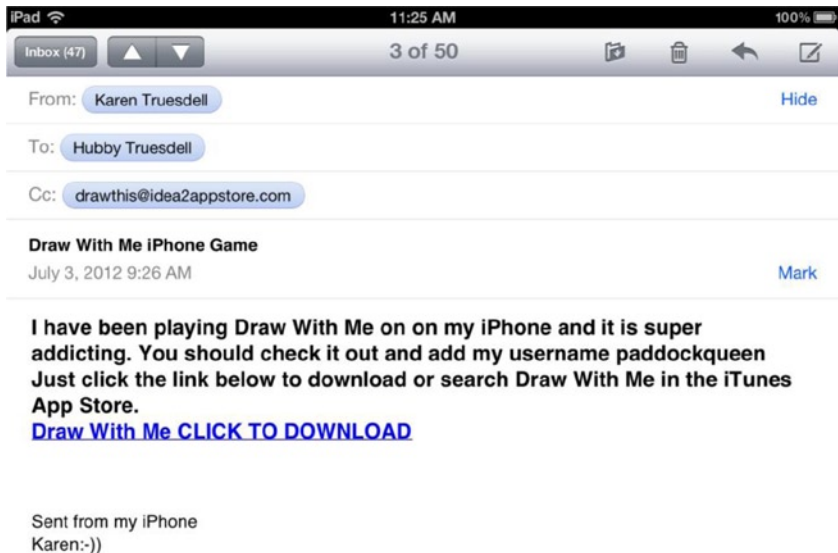 iPad 11:25 AM 100%
Inbox (47) 3 of 50
From: Karen Truesdell Hide
To: Hubby Truesdell
Cc: drawthis@idea2appstore.com
Draw With Me iPhone Game
July 3, 2012 9:26 AM Mark
I have been playing Draw With Me on on my iPhone and it is super
addicting. You should check it out and add my username paddockqueen
Just click the link below to download or search Draw With Me in the iTunes
App Store.
Draw With Me CLICK TO DOWNLOAD
Sent from my iPhone
Karen:-))